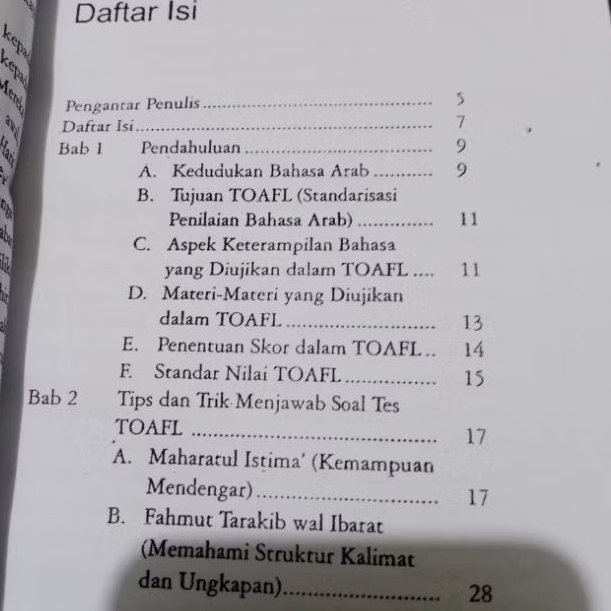 Daftar Isi
Pengantar Penulis ........................................ 5
Daftar Isi .................................................... 7
Bab 1 Pendahuluan ................................ 9
A. Kedudukan Bahasa Arab ........... 9
B. Tujuan TOAFL (Standarisasi
Penilaian Bahasa Arab) .............. 11
C. Aspek Keterampilan Bahasa
yang Diujikan dalam TOAFL .... 11
D. Materi-Materi yang Diujikan
dalam TOAFL ........................... 13
E. Penentuan Skor dalam TOAFL .. 14
F. Standar Nilai TOAFL ................ 15
Bab 2 Tips dan Trik Menjawab Soal Tes
TOAFL ............................................ 17
A. Maharatul Istima' (Kemampuan
Mendengar) ................................ 17
B. Fahmut Tarakib wal Ibarat
(Memahami Struktur Kalimat
dan Ungkapan) ........................... 28